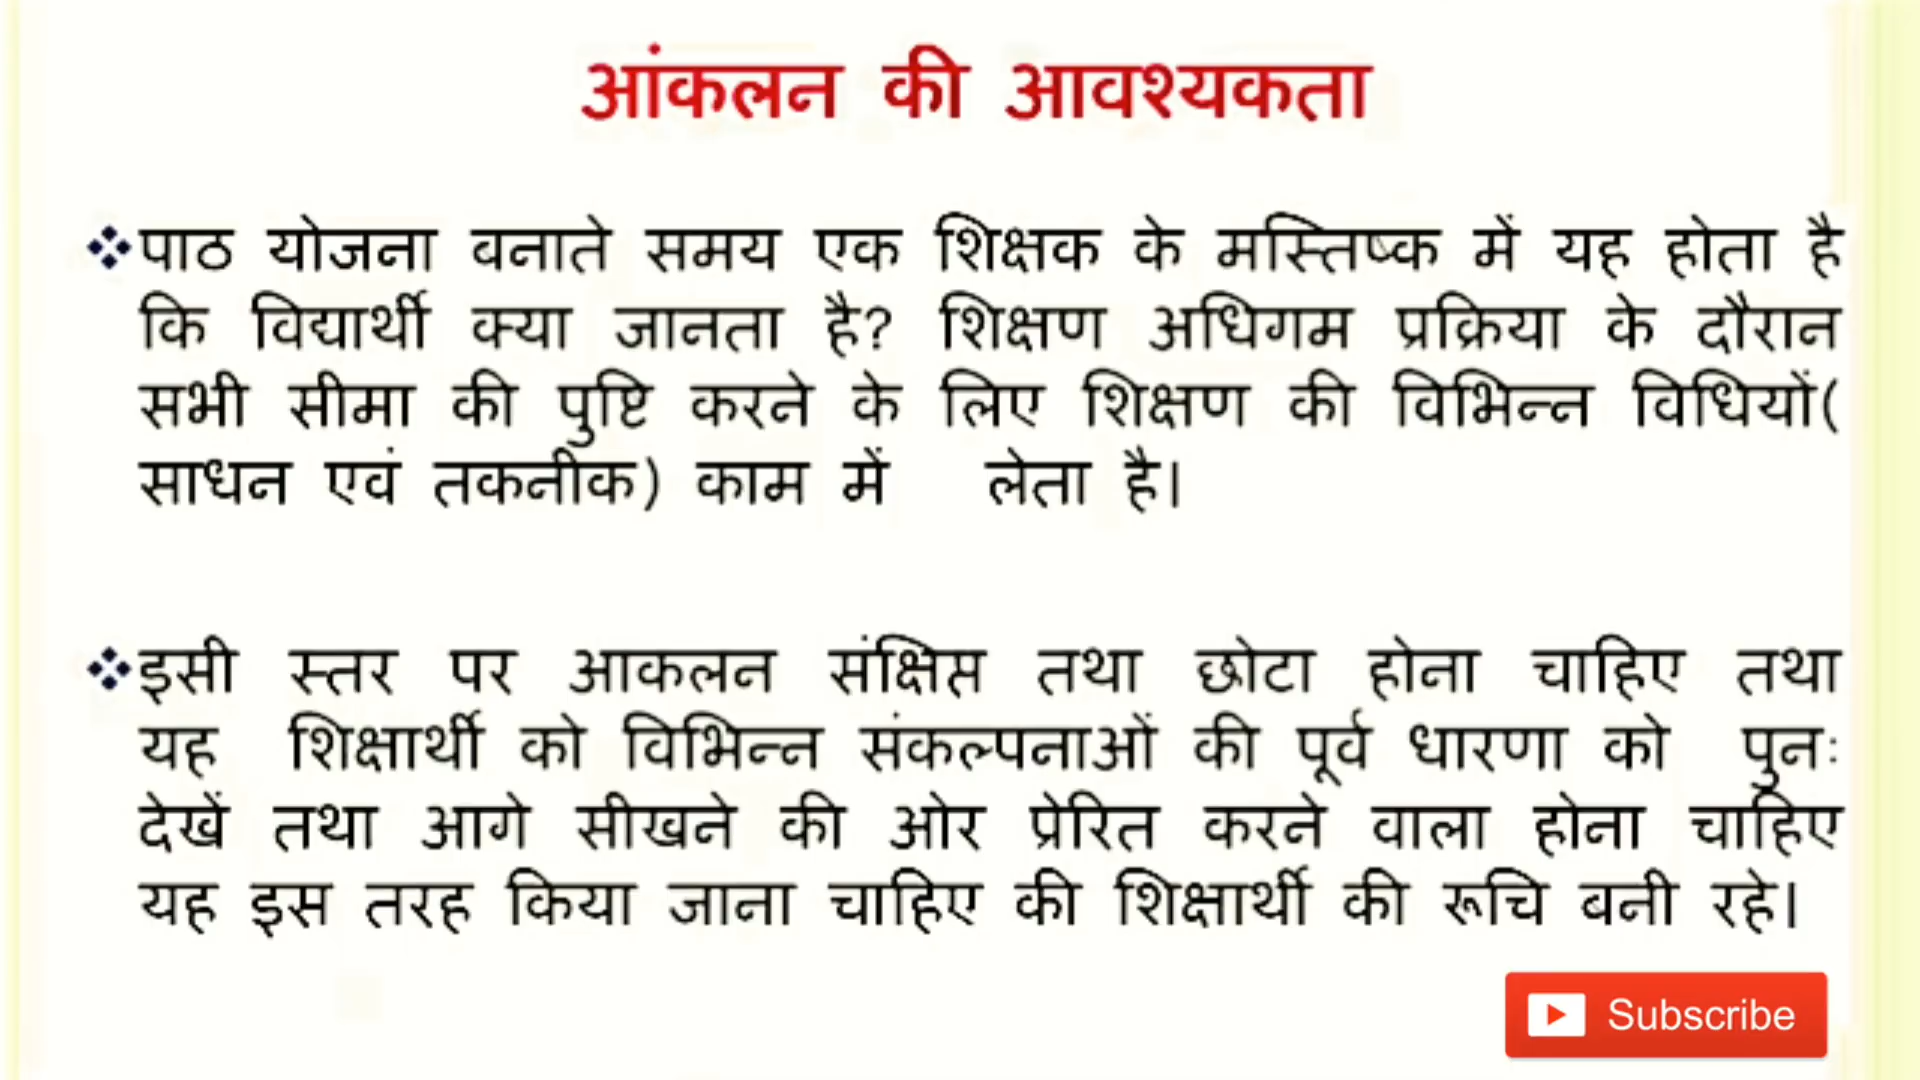 आंकलन की आवश्यकता
❖पाठ योजना वनाते समय एक शिक्षक के मस्तिष्क में यह होता है
कि विद्यार्थी क्या जानता है? शिक्षण अधिगम प्रक्रिया के दौरान
सभी सीमा की पुष्टि करने के लिए शिक्षण की विभिन्न विधियों(
साधन एवं तकनीक) काम में लेता है।
❖इसी स्तर पर आकलन संक्षिप्त तथा छोटा होना चाहिए तथा
यह शिक्षार्थी को विभिन्न संकल्पनाओं की पूर्व धारणा को पुनः
देखें तथा आगे सीखने की ओर प्रेरित करने वाला होना चाहिए
यह इस तरह किया जाना चाहिए की शिक्षार्थी की रूचि वनी रहे।
Subscribe